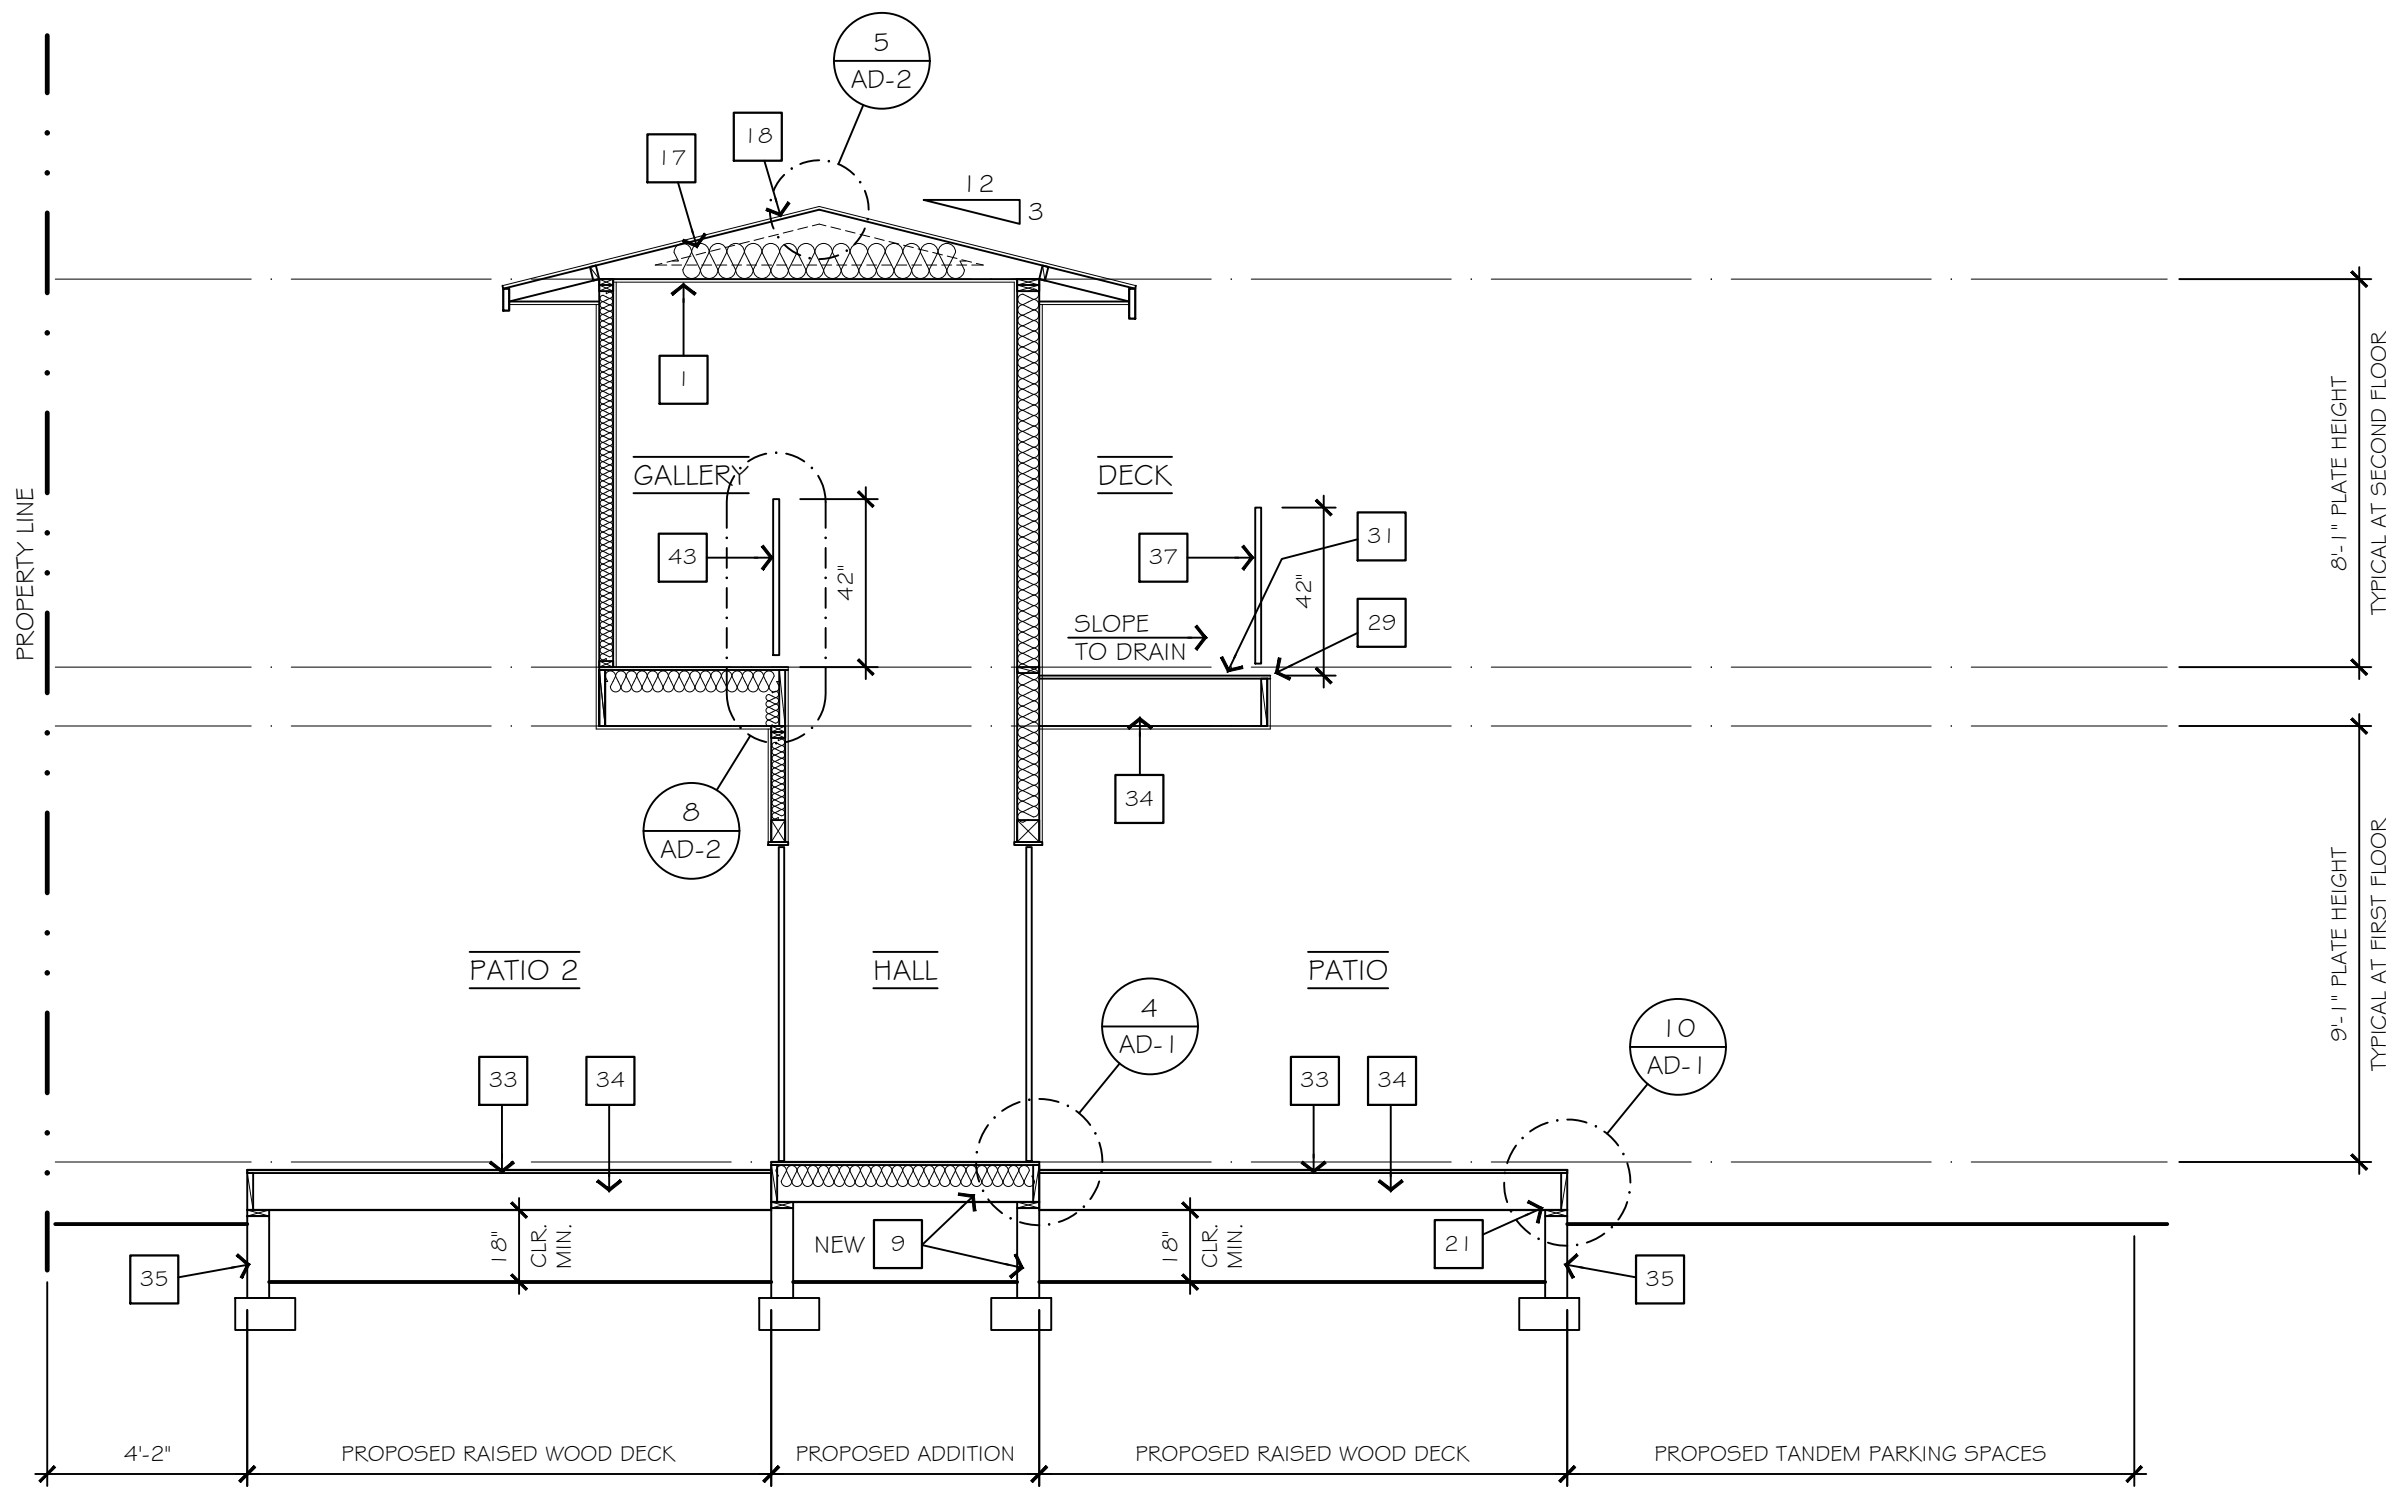 5
AD-2
18
17
12
3
1
GALLERY
DECK
43
42"
37
31
42"
29
SLOPE
TO DRAIN
34
8
AD-2
PROPERTY LINE
8'-1" PLATE HEIGHT
TYPICAL AT SECOND FLOOR
9'-1" PLATE HEIGHT
TYPICAL AT FIRST FLOOR
PATIO 2
HALL
PATIO
4
AD-1
10
AD-1
33
34
33
34
18"
CLR.
MIN.
NEW
9
18"
CLR.
MIN.
21
35
35
4'-2"
PROPOSED RAISED WOOD DECK
PROPOSED ADDITION
PROPOSED RAISED WOOD DECK
PROPOSED TANDEM PARKING SPACES